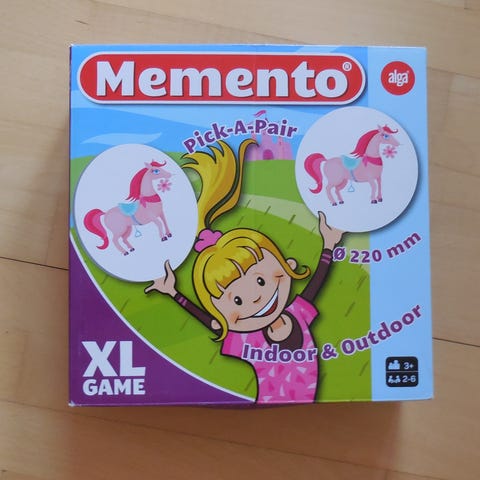 Memento®
alga
Pick-A-Pair
Ø 220 mm
Indoor & Outdoor
XL
GAME
3+
2-6